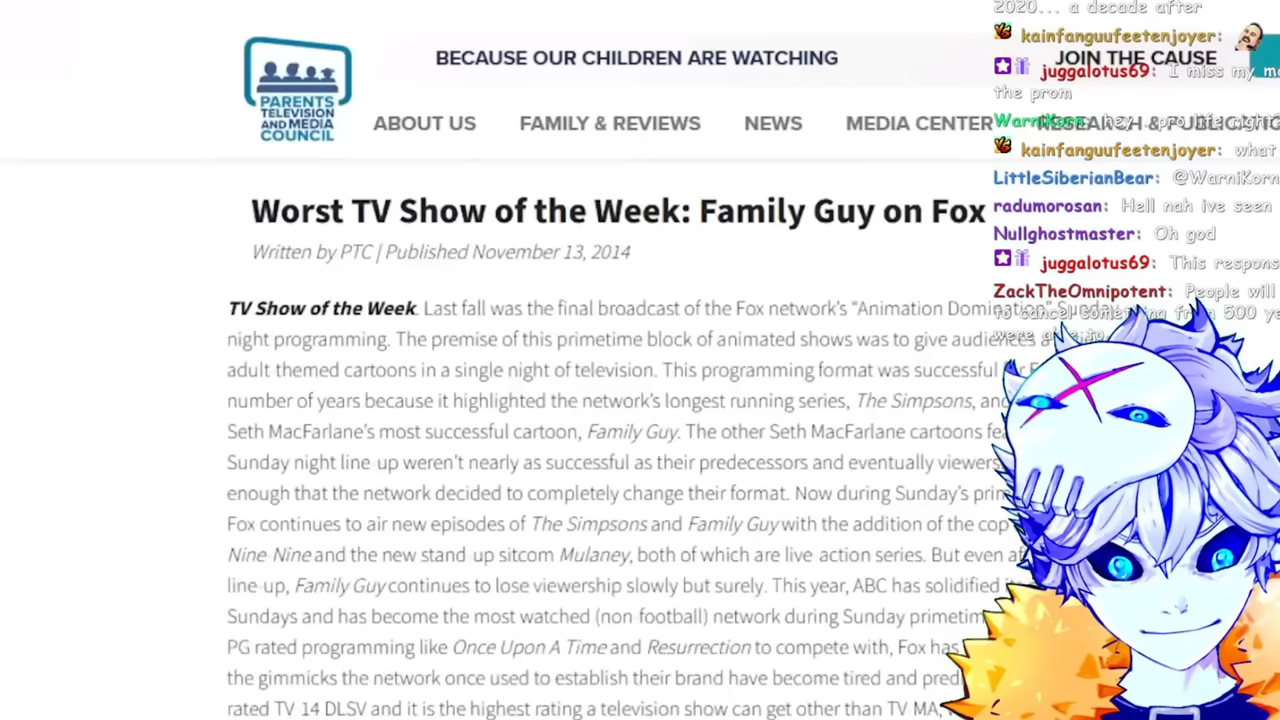 BECAUSE OUR CHILDREN ARE WATCHING
JOIN THE CAUSE
PARENTS
TELEVISION
AND MEDIA
COUNCIL
ABOUT US
FAMILY & REVIEWS
NEWS
MEDIA CENTER
RESEARCH & PUBLICATIO
Worst TV Show of the Week: Family Guy on Fox
Written by PTC | Published November 13, 2014
TV Show of the Week. Last fall was the final broadcast of the Fox network's "Animation Domination" Sunday
night programming. The premise of this primetime block of animated shows was to give audiences
adult themed cartoons in a single night of television. This programming format was successful for
number of years because it highlighted the network's longest running series, The Simpsons, and
Seth MacFarlane's most successful cartoon, Family Guy. The other Seth MacFarlane cartoons
Sunday night line-up weren't nearly as successful as their predecessors and eventually viewers
enough that the network decided to completely change their format. Now during Sunday's
Fox continues to air new episodes of The Simpsons and Family Guy with the addition of the cop
Nine Nine and the new stand-up sitcom Mulaney, both of which are live action series. But even
line-up, Family Guy continues to lose viewership slowly but surely. This year, ABC has solidified
Sundays and has become the most watched (non football) network during Sunday
PG rated programming like Once Upon A Time and Resurrection to compete with, Fox has
the gimmicks the network once used to establish their brand have become tired and
rated TV 14 DLSV and it is the highest rating a television show can get other than TV MA,
2020... a decade after
kainfanguufeetenjoyer:
juggalotus69: I miss my
the prom
WarniKorn: hey
kainfanguufeetenjoyer: what
LittleSiberianBear: @WarniKorn
radumorosan: Hell nah ive seen
Nullghostmaster: Oh god
juggalotus69: This respons
ZackTheOmnipotent: People will
to cancel something from 500
were